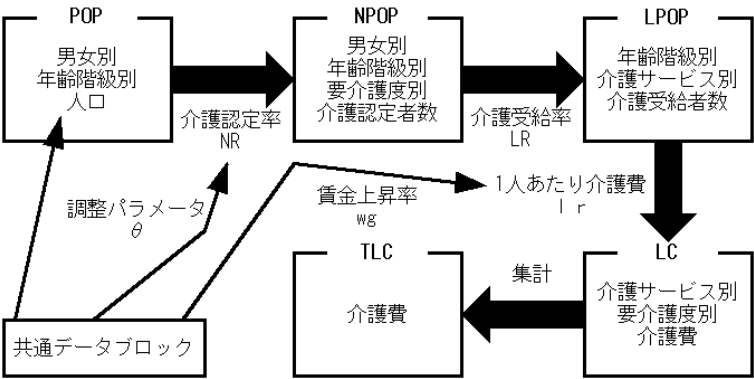 POP
男女別
年齢階級別
人口
介護認定率
NR
NPOP
男女別
年齢階級別
要介護度別
介護認定者数
介護受給率
LR
LPOP
年齢階級別
介護サービス別
介護受給者数
調整パラメータ
θ
賃金上昇率
wg
1人あたり介護費
lr
TLC
介護費
集計
LC
介護サービス別
要介護度別
介護費
共通データブロック